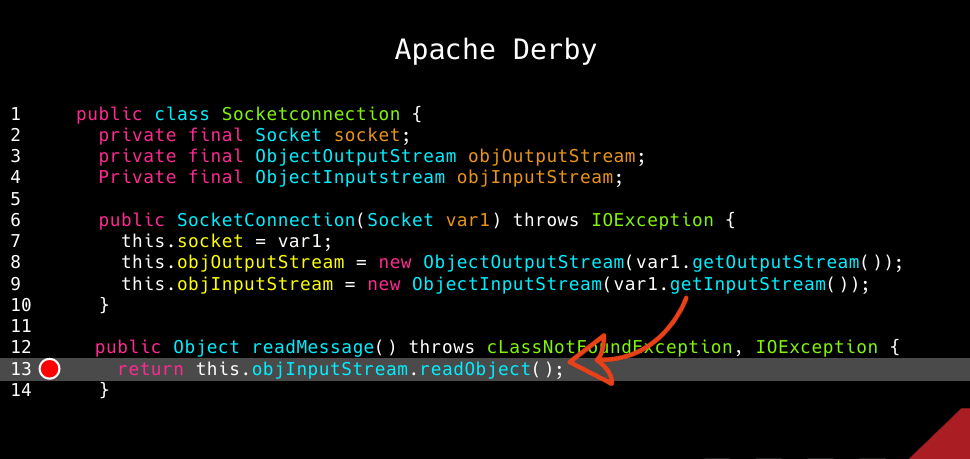 Apache Derby
1 public class Socketconnection {
2 private final Socket socket;
3 private final ObjectOutputStream objOutputStream;
4 Private final ObjectInputstream objInputStream;
5
6 public SocketConnection(Socket var1) throws IOException {
7 this.socket = var1;
8 this.objOutputStream = new ObjectOutputStream(var1.getOutputStream());
9 this.objInputStream = new ObjectInputStream(var1.getInputStream());
10 }
11
12 public Object readMessage() throws cLassNotFoundException, IOException {
13 return this.objInputStream.readObject();
14 }